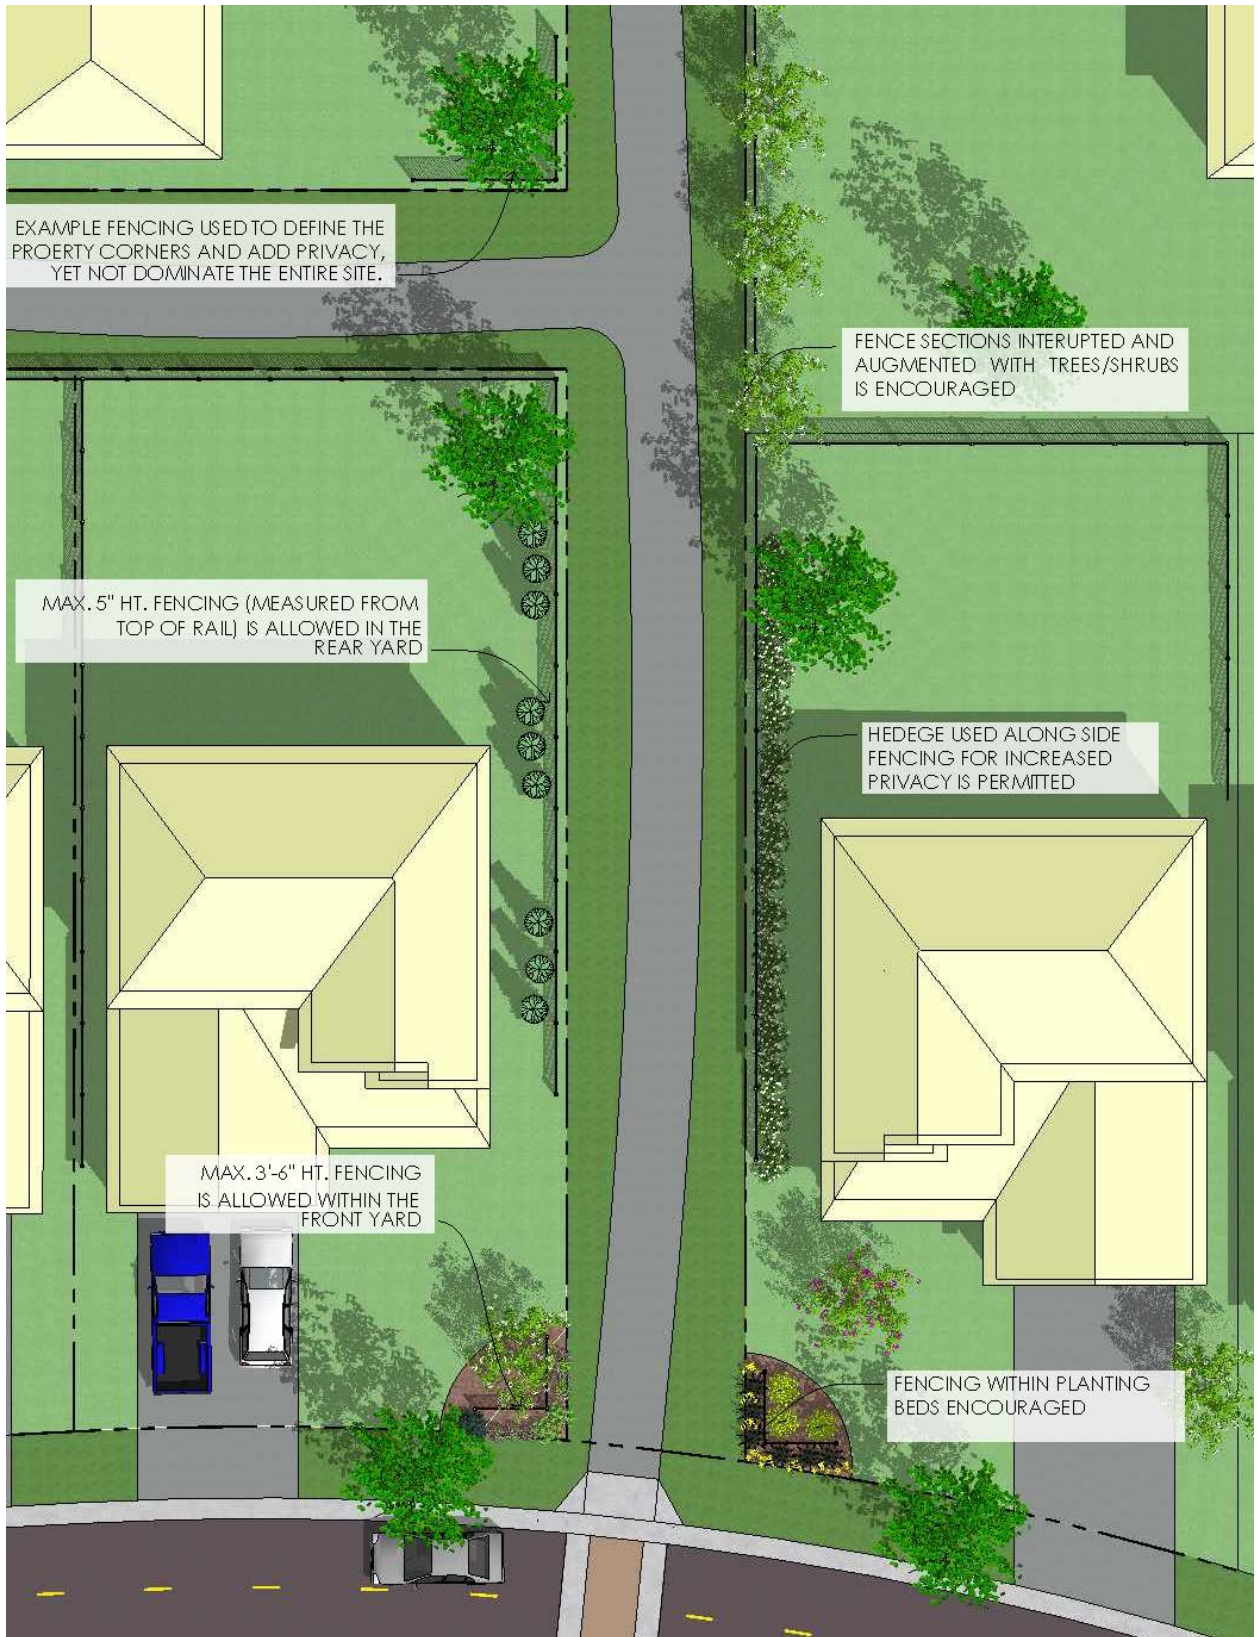 EXAMPLE FENCING USED TO DEFINE THE
PROERTY CORNERS AND ADD PRIVACY,
YET NOT DOMINATE THE ENTIRE SITE.
FENCE SECTIONS INTERUPTED AND
AUGMENTED WITH TREES/SHRUBS
IS ENCOURAGED
MAX. 5" HT. FENCING (MEASURED FROM
TOP OF RAIL) IS ALLOWED IN THE
REAR YARD
HEDEGE USED ALONG SIDE
FENCING FOR INCREASED
PRIVACY IS PERMITTED
MAX. 3'-6" HT. FENCING
IS ALLOWED WITHIN THE
FRONT YARD
FENCING WITHIN PLANTING
BEDS ENCOURAGED